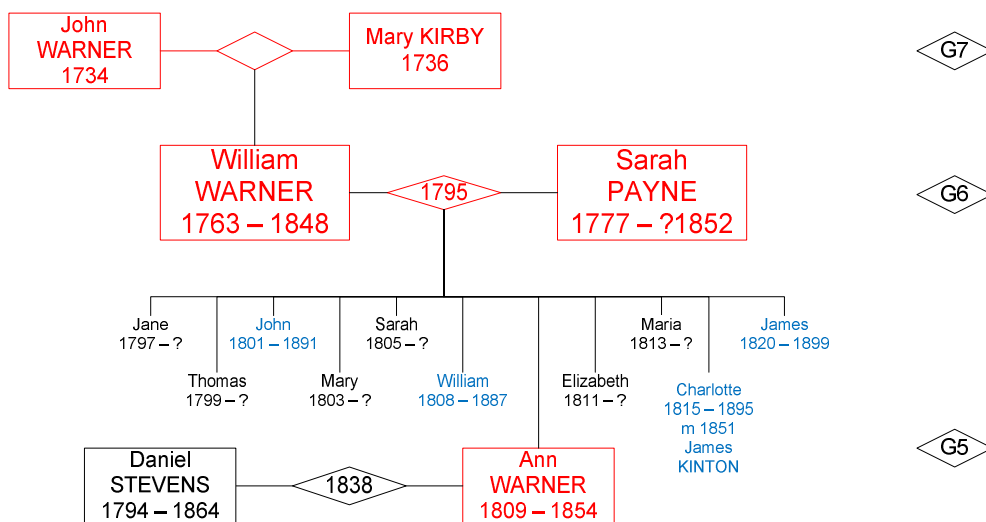 John
WARNER
1734
Mary KIRBY
1736
G7
William
WARNER
1763 – 1848
1795
Sarah
PAYNE
1777 – ?1852
G6
Jane
1797 – ?
John
1801 – 1891
Sarah
1805 – ?
Maria
1813 – ?
James
1820 – 1899
Thomas
1799 – ?
Mary
1803 – ?
William
1808 – 1887
Elizabeth
1811 – ?
Charlotte
1815 – 1895
m 1851
James
KINTON
Daniel
STEVENS
1794 – 1864
1838
Ann
WARNER
1809 – 1854
G5